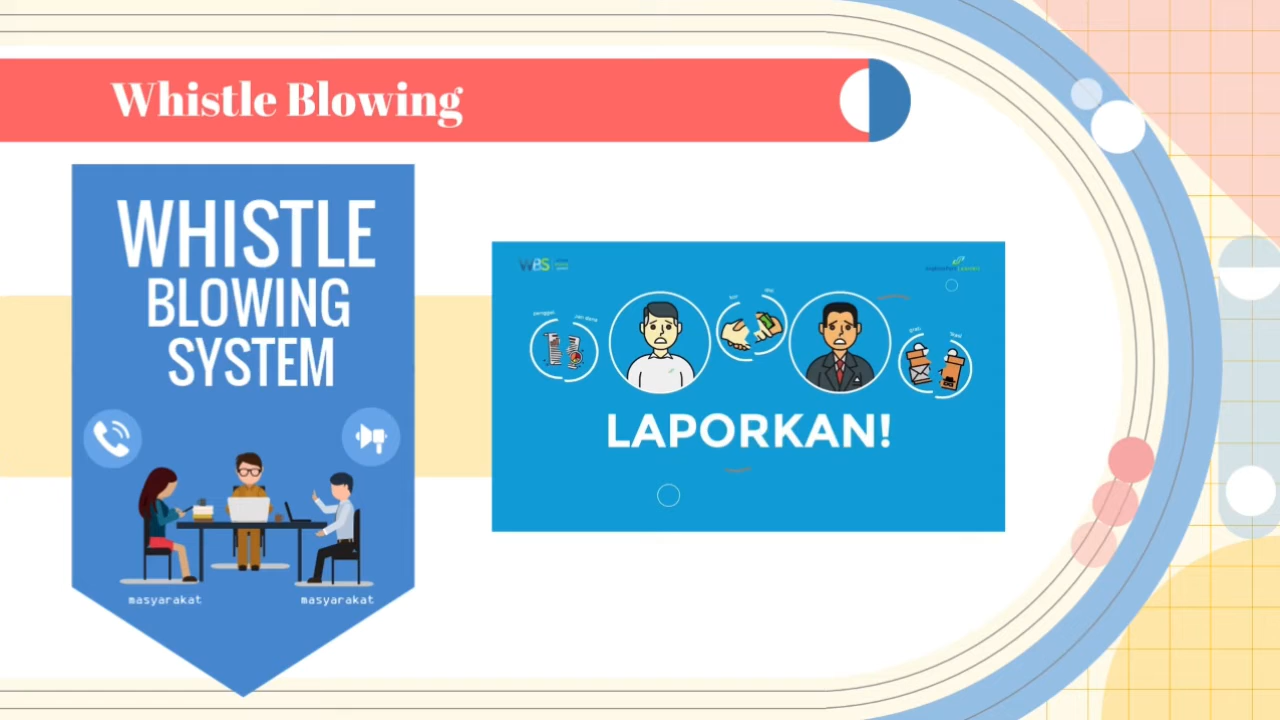 Whistle Blowing
WHISTLE
BLOWING
SYSTEM
masyarakat
masyarakat
WBS
LAPORKAN!